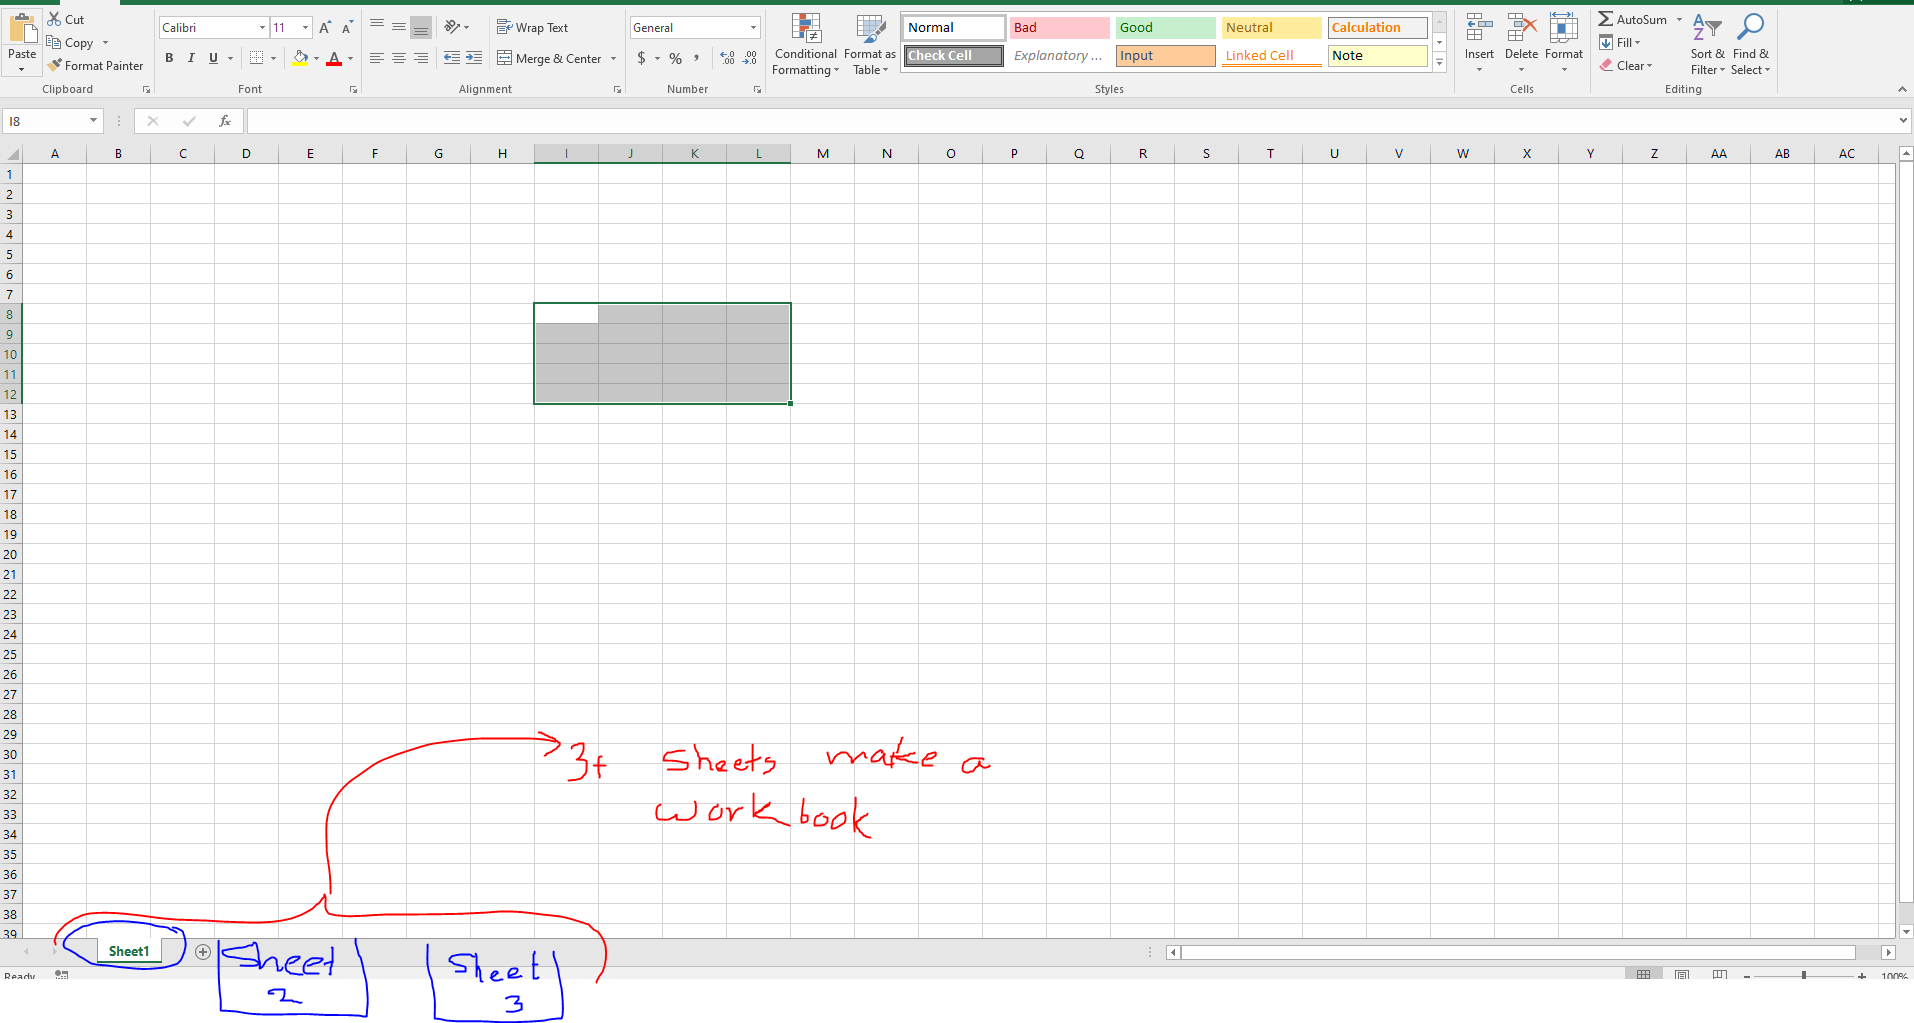 Cut
Copy
Format Painter
Paste
Clipboard
Calibri 11 A A
B I U A
Font
Wrap Text
Merge & Center
Alignment
General
$ % , .00 .00
Number
Conditional Formatting
Format as Table
Normal Bad Good Neutral Calculation
Check Cell Explanatory ... Input Linked Cell Note
Styles
Insert Delete Format
Cells
AutoSum
Fill
Clear
Sort & Filter
Find & Select
Editing
I8 fx
A B C D E F G H I J K L M N O P Q R S T U V W X Y Z AA AB AC
1
2
3
4
5
6
7
8
9
10
11
12
13
14
15
16
17
18
19
20
21
22
23
24
25
26
27
28
29
30
31
32
33
34
35
36
37
38
39
3+ Sheets make a
workbook
Sheet1
Sheet
2
Sheet
3
Ready 100%